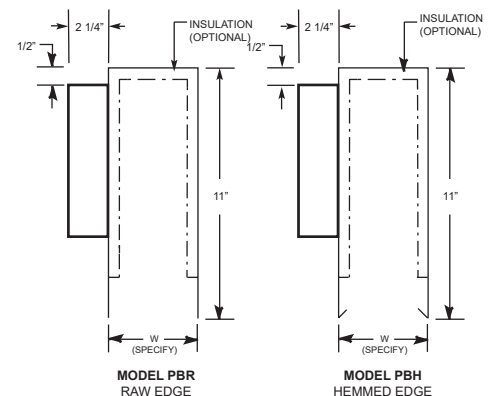 2 1/4”
INSULATION
(OPTIONAL)
1/2”
11”
W
(SPECIFY)
MODEL PBR
RAW EDGE
2 1/4”
INSULATION
(OPTIONAL)
1/2”
11”
W
(SPECIFY)
MODEL PBH
HEMMED EDGE